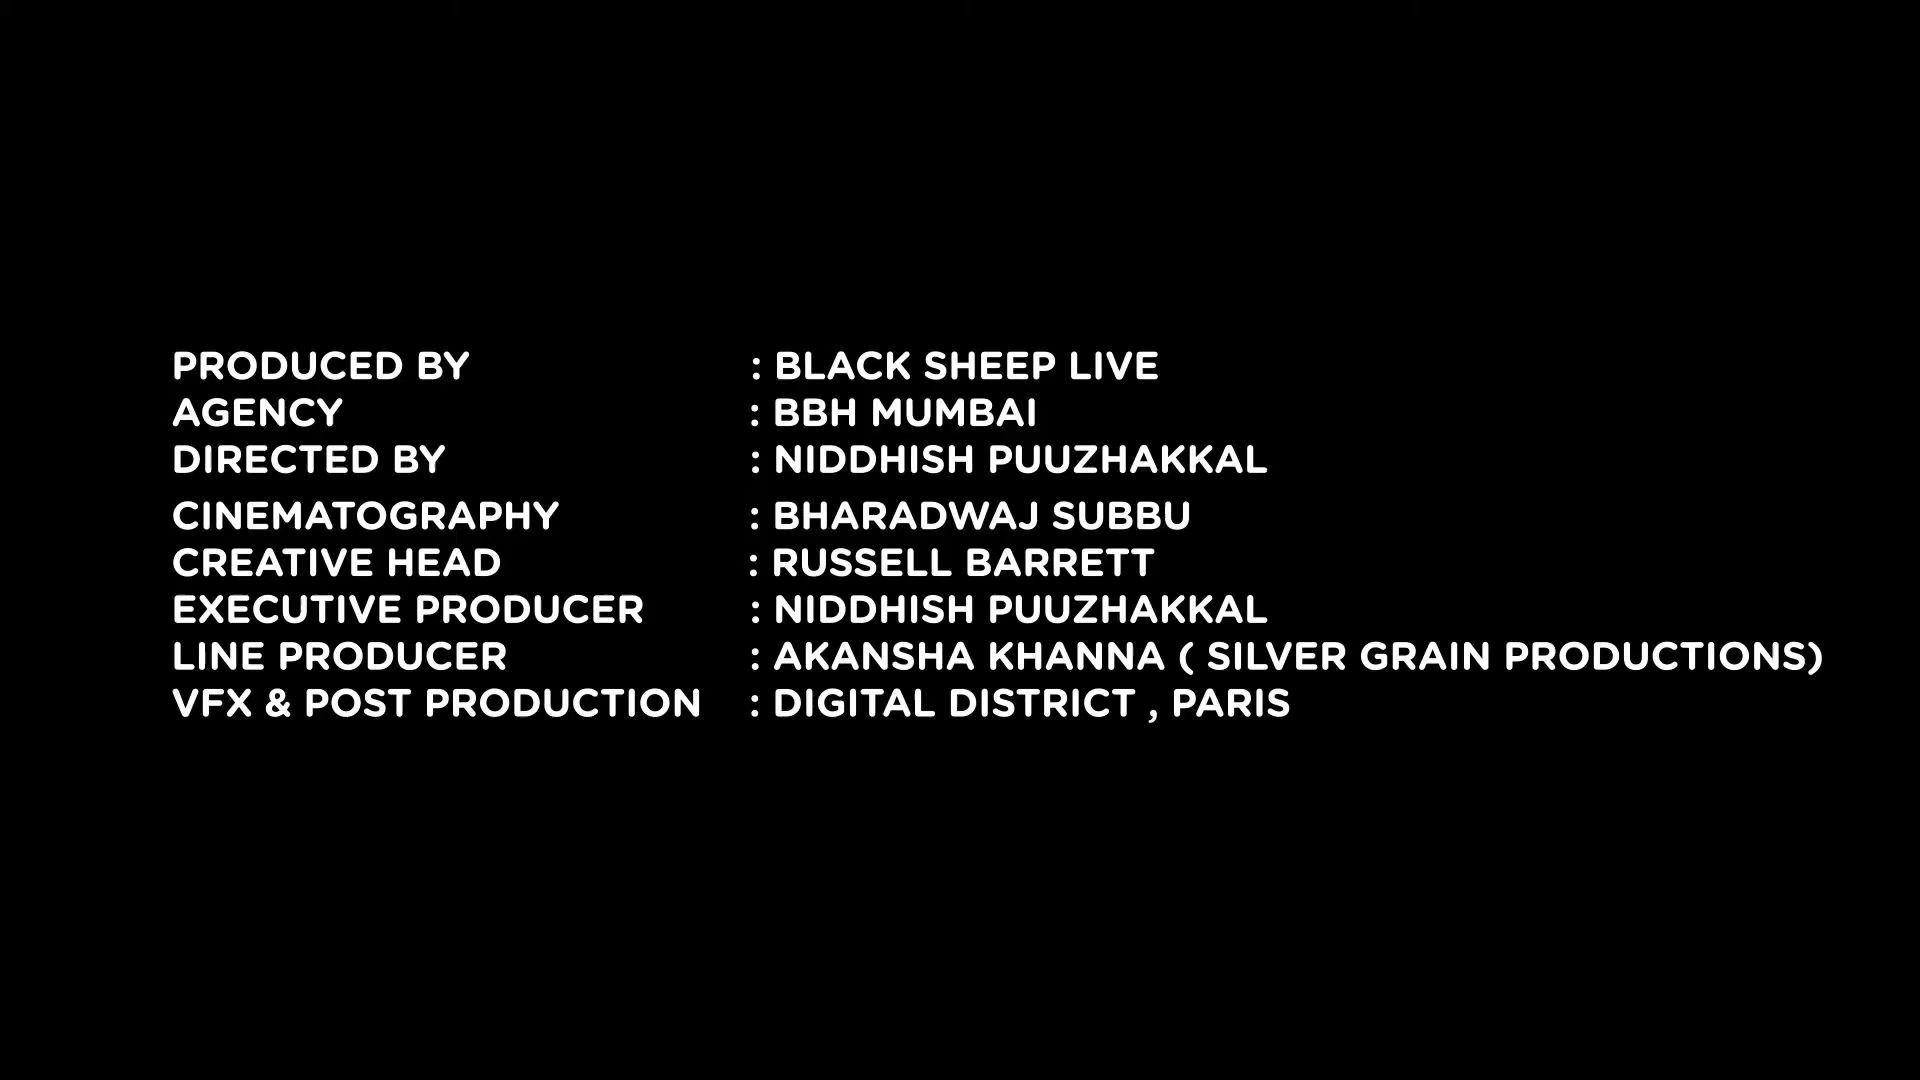 PRODUCED BY : BLACK SHEEP LIVE
AGENCY : BBH MUMBAI
DIRECTED BY : NIDDHISH PUUZHAKKAL
CINEMATOGRAPHY : BHARADWAJ SUBBU
CREATIVE HEAD : RUSSELL BARRETT
EXECUTIVE PRODUCER : NIDDHISH PUUZHAKKAL
LINE PRODUCER : AKANSHA KHANNA ( SILVER GRAIN PRODUCTIONS)
VFX & POST PRODUCTION : DIGITAL DISTRICT , PARIS